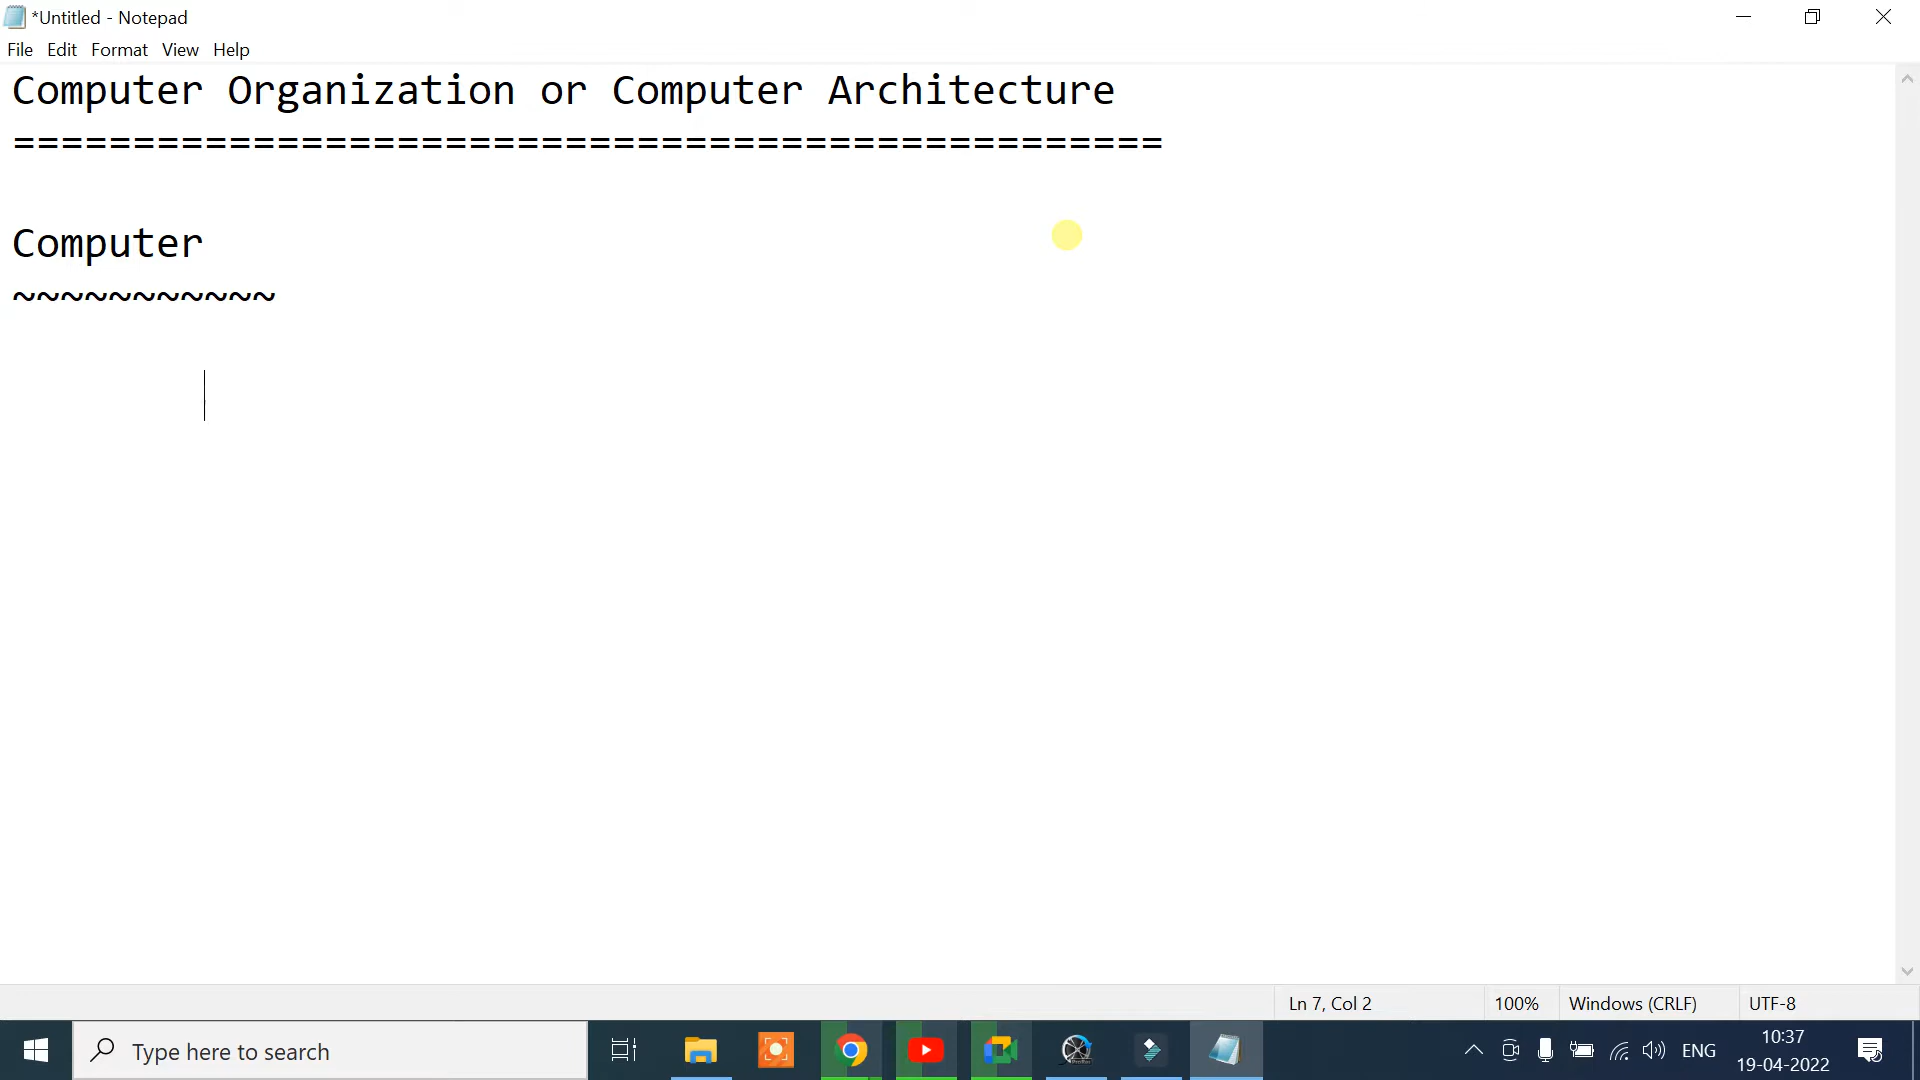 *Untitled - Notepad
File Edit Format View Help
Computer Organization or Computer Architecture
================================================
Computer
~~~~~~~~~~~
Ln 7, Col 2 100% Windows (CRLF) UTF-8
Type here to search
ENG
10:37
19-04-2022